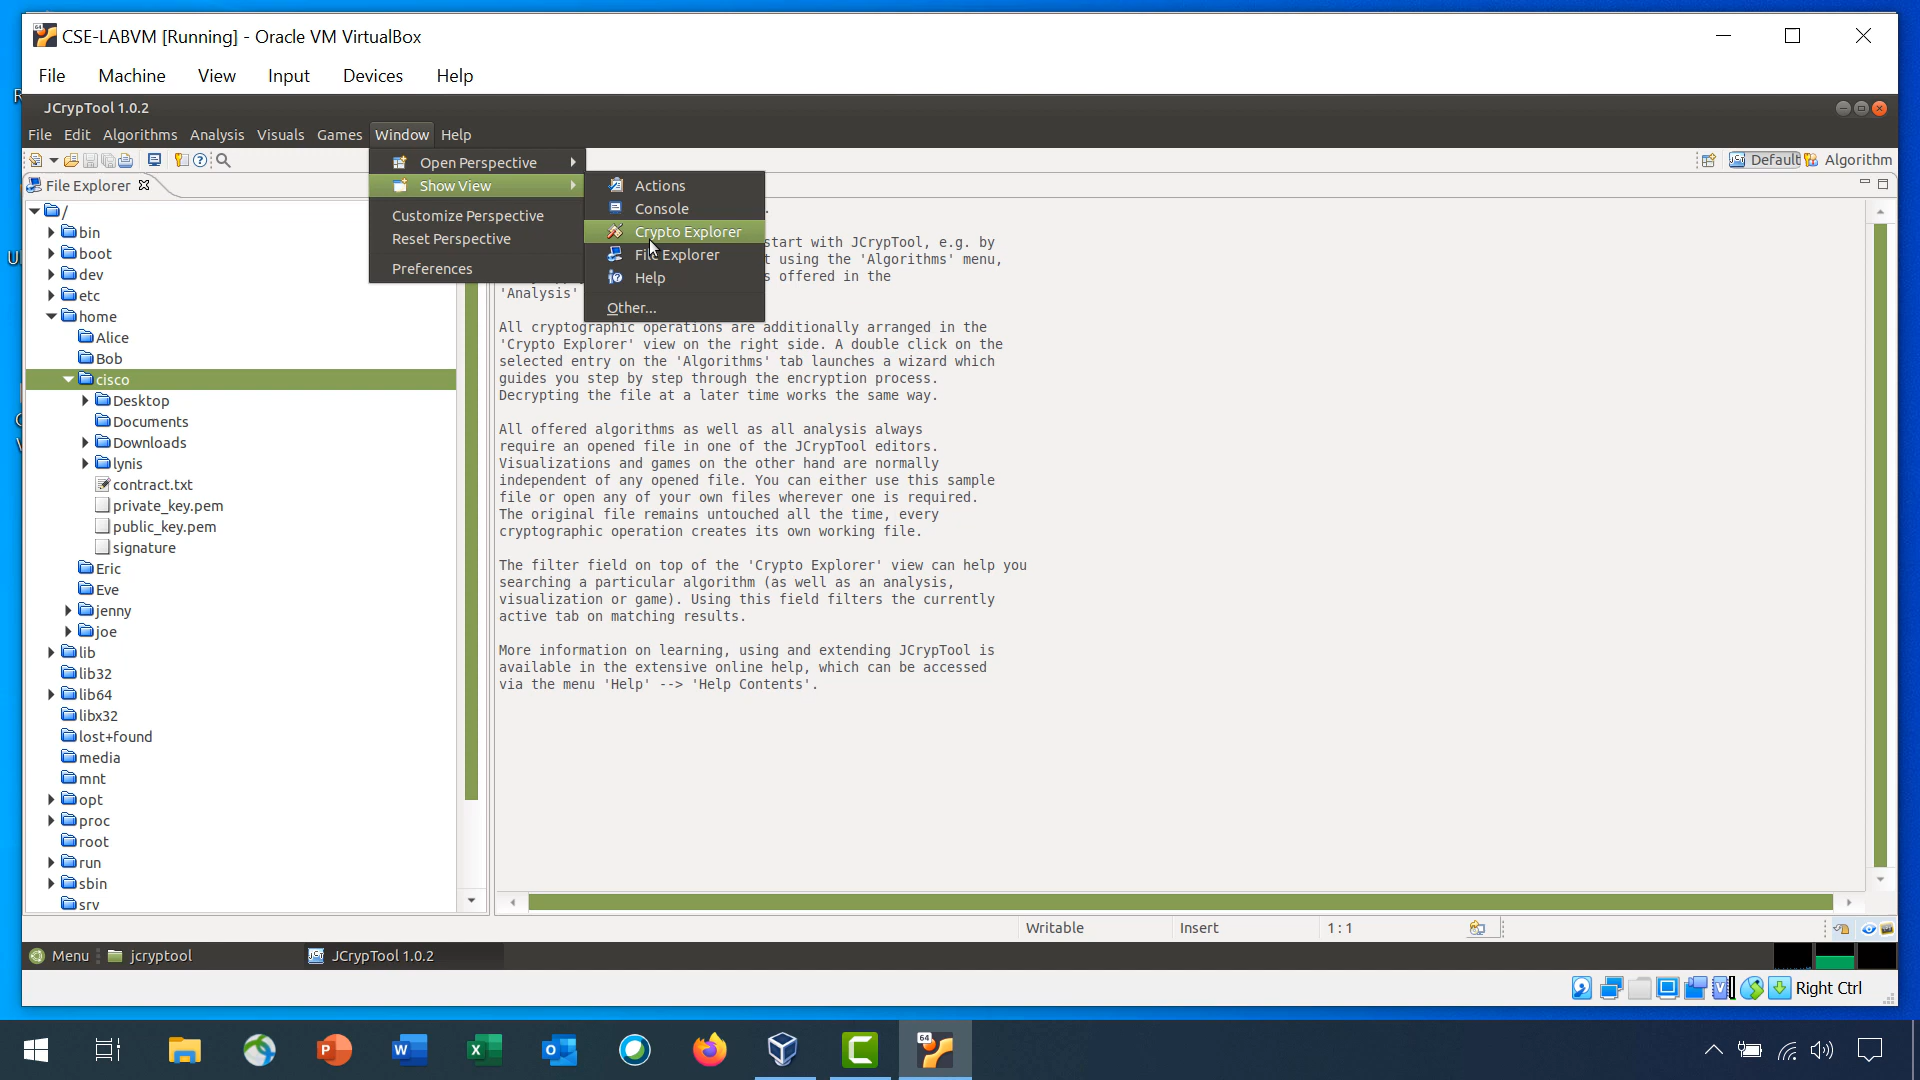 CSE-LABVM [Running] - Oracle VM VirtualBox
File Machine View Input Devices Help
JCrypTool 1.0.2
File Edit Algorithms Analysis Visuals Games Window Help
Default Algorithm
File Explorer
Open Perspective
Show View
Customize Perspective
Reset Perspective
Preferences
Actions
Console
Crypto Explorer
File Explorer
Help
Other...
/
bin
boot
dev
etc
home
Alice
Bob
cisco
Desktop
Documents
Downloads
lynis
contract.txt
private_key.pem
public_key.pem
signature
Eric
Eve
jenny
joe
lib
lib32
lib64
libx32
lost+found
media
mnt
opt
proc
root
run
sbin
srv
start with JCrypTool, e.g. by
t using the 'Algorithms' menu,
s offered in the
'Analysis'
All cryptographic operations are additionally arranged in the
'Crypto Explorer' view on the right side. A double click on the
selected entry on the 'Algorithms' tab launches a wizard which
guides you step by step through the encryption process.
Decrypting the file at a later time works the same way.
All offered algorithms as well as all analysis always
require an opened file in one of the JCrypTool editors.
Visualizations and games on the other hand are normally
independent of any opened file. You can either use this sample
file or open any of your own files wherever one is required.
The original file remains untouched all the time, every
cryptographic operation creates its own working file.
The filter field on top of the 'Crypto Explorer' view can help you
searching a particular algorithm (as well as an analysis,
visualization or game). Using this field filters the currently
active tab on matching results.
More information on learning, using and extending JCrypTool is
available in the extensive online help, which can be accessed
via the menu 'Help' --> 'Help Contents'.
Writable Insert 1 : 1
Menu jcryptool JCrypTool 1.0.2
Right Ctrl